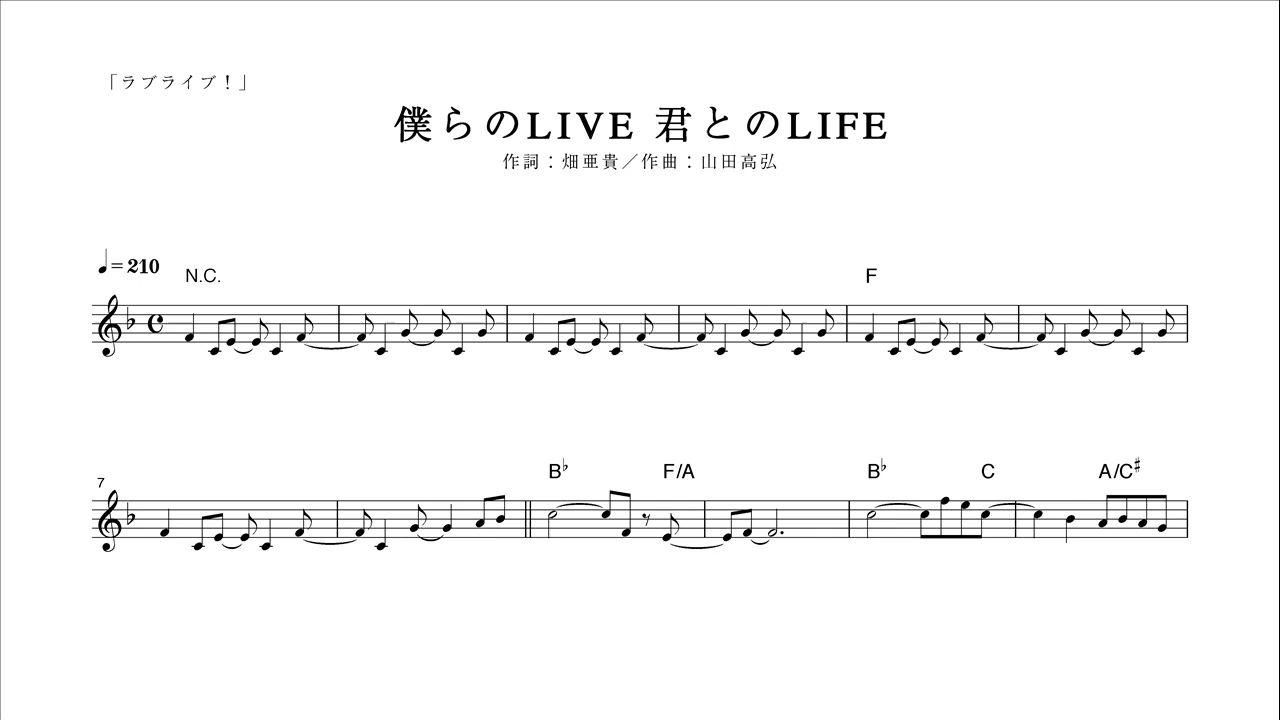 「ラブライブ！」
僕らのLIVE 君とのLIFE
作詞：畑亜貴／作曲：山田高弘
♩＝210
N.C. F
7
B♭ F/A B♭ C A/C♯